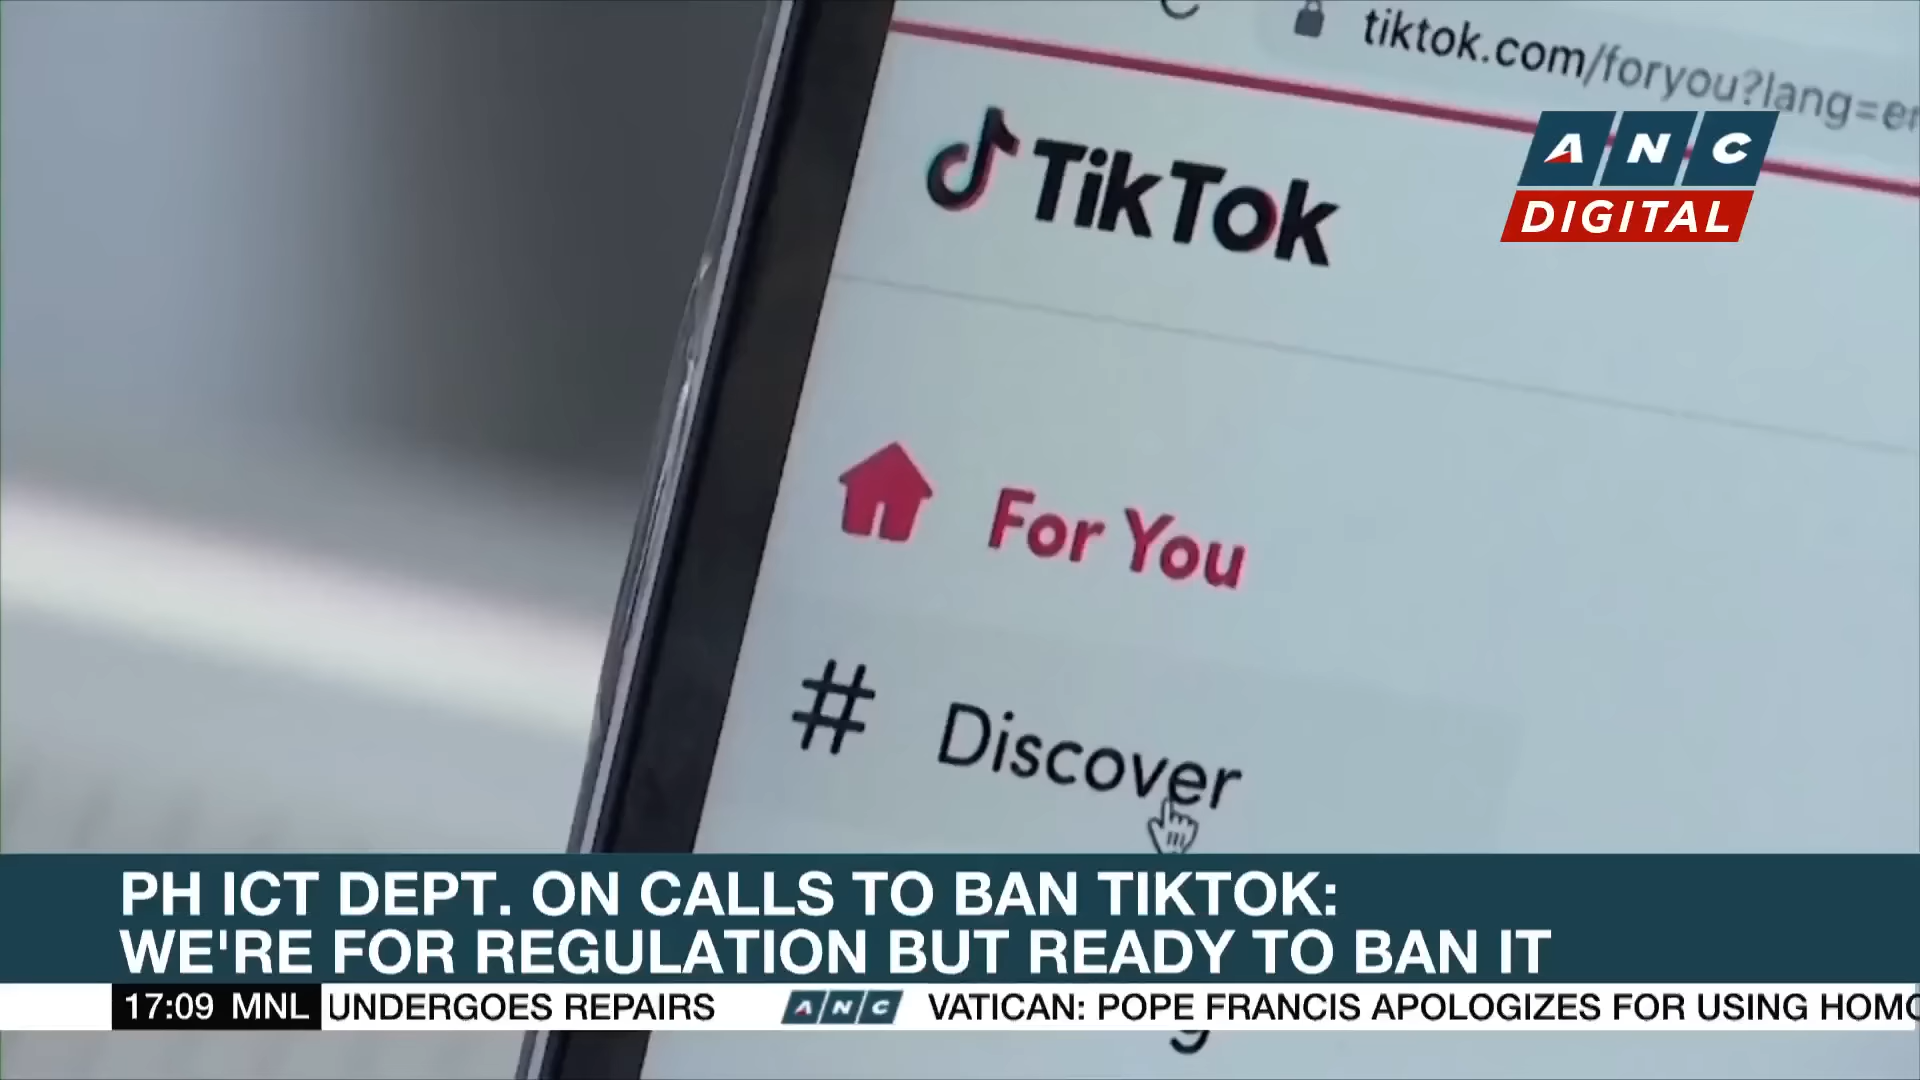 tiktok.com/foryou?lang=en
TikTok
ANC
DIGITAL
For You
# Discover
PH ICT DEPT. ON CALLS TO BAN TIKTOK:
WE'RE FOR REGULATION BUT READY TO BAN IT
17:09 MNL UNDERGOES REPAIRS ANC VATICAN: POPE FRANCIS APOLOGIZES FOR USING HOMO